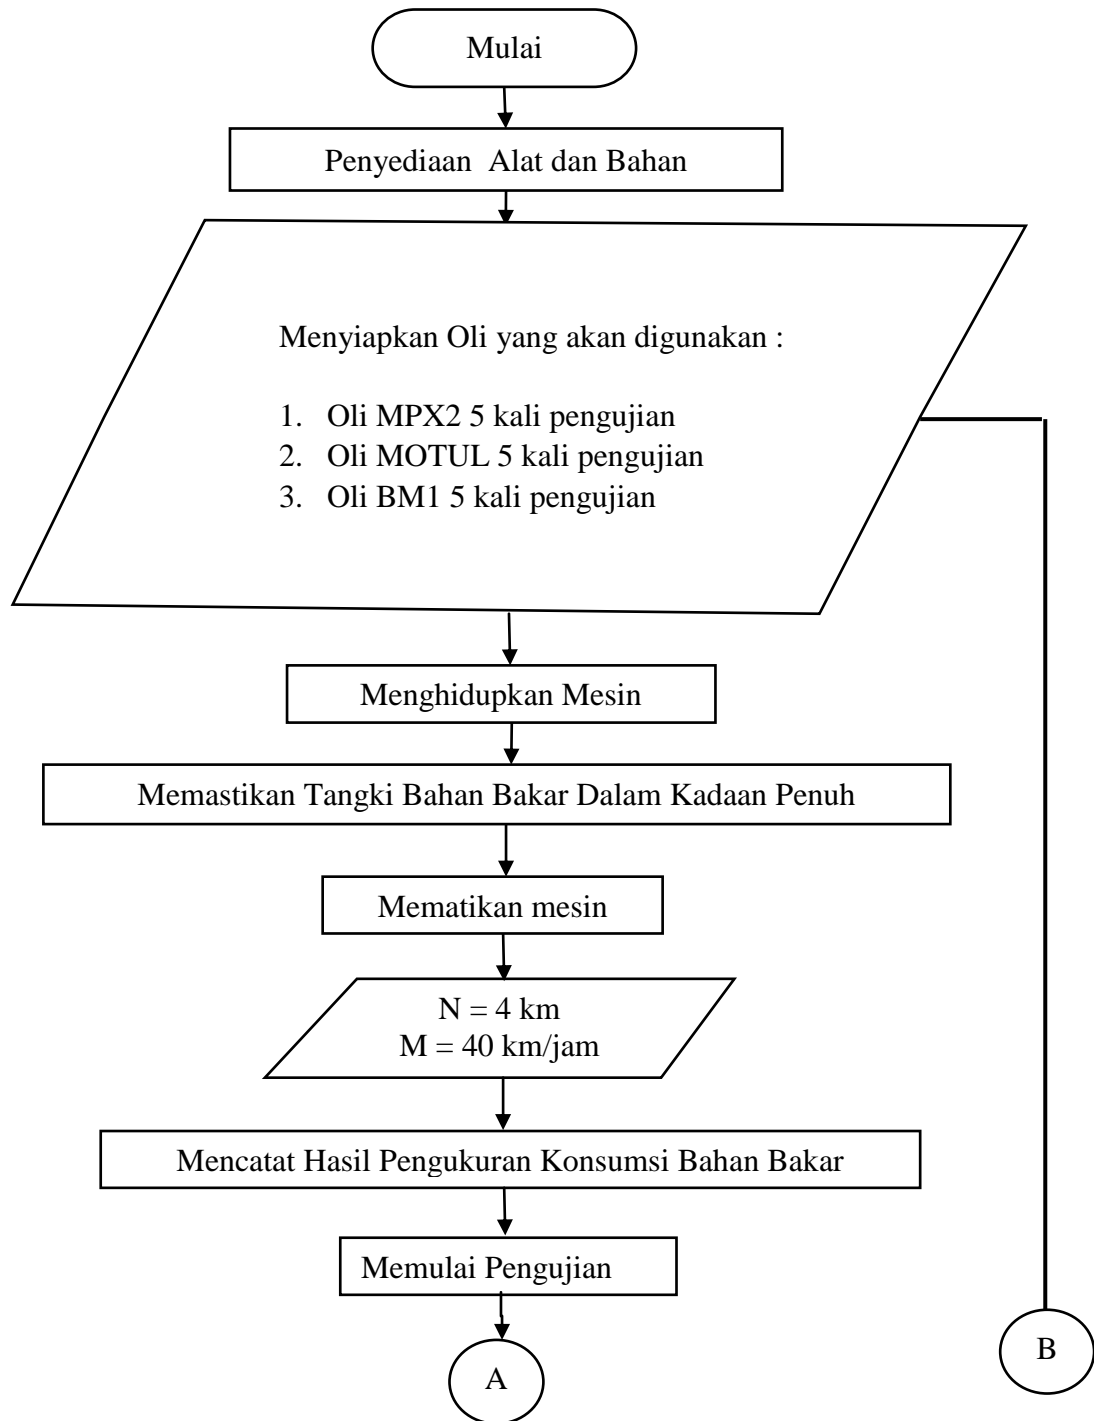 Mulai
Penyediaan Alat dan Bahan
Menyiapkan Oli yang akan digunakan :
1. Oli MPX2 5 kali pengujian
2. Oli MOTUL 5 kali pengujian
3. Oli BM1 5 kali pengujian
Menghidupkan Mesin
Memastikan Tangki Bahan Bakar Dalam Kadaan Penuh
Mematikan mesin
N = 4 km
M = 40 km/jam
Mencatat Hasil Pengukuran Konsumsi Bahan Bakar
Memulai Pengujian
A
B